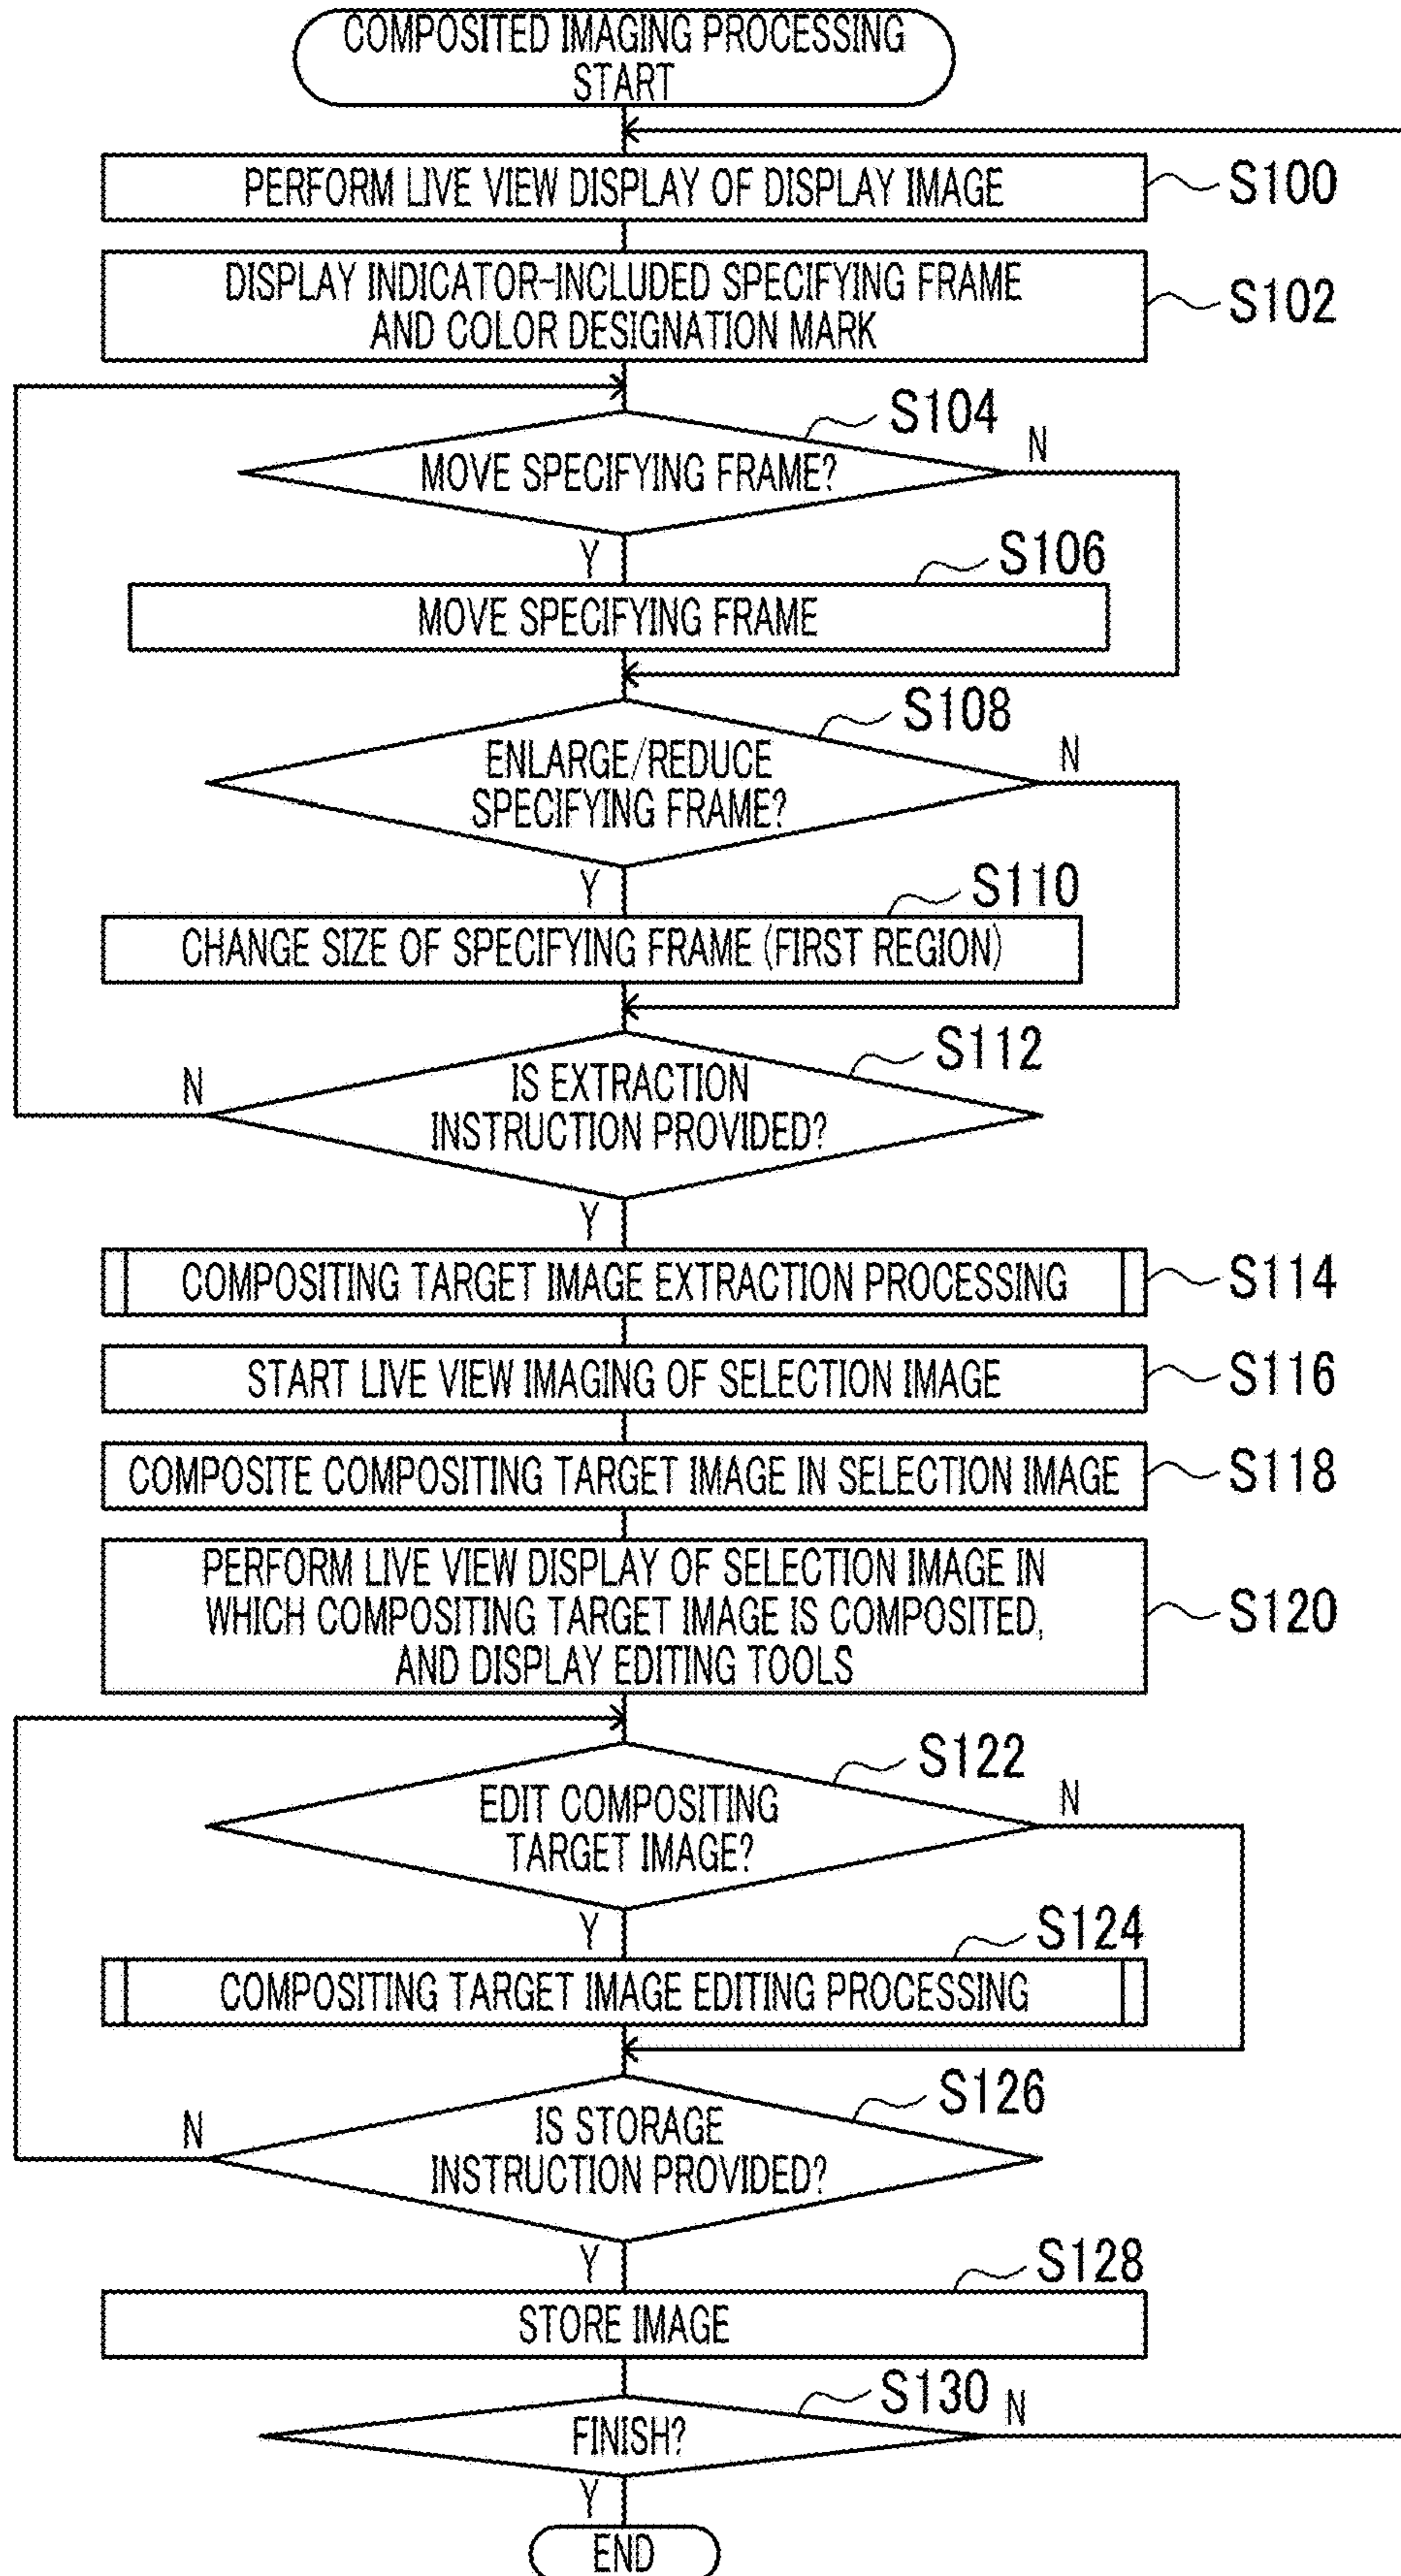 COMPOSITED IMAGING PROCESSING
START
PERFORM LIVE VIEW DISPLAY OF DISPLAY IMAGE
S100
DISPLAY INDICATOR-INCLUDED SPECIFYING FRAME
AND COLOR DESIGNATION MARK
S102
S104
MOVE SPECIFYING FRAME?
N
Y
S106
MOVE SPECIFYING FRAME
S108
ENLARGE/REDUCE
SPECIFYING FRAME?
N
Y
S110
CHANGE SIZE OF SPECIFYING FRAME (FIRST REGION)
S112
IS EXTRACTION
INSTRUCTION PROVIDED?
N
Y
COMPOSITING TARGET IMAGE EXTRACTION PROCESSING
S114
START LIVE VIEW IMAGING OF SELECTION IMAGE
S116
COMPOSITE COMPOSITING TARGET IMAGE IN SELECTION IMAGE
S118
PERFORM LIVE VIEW DISPLAY OF SELECTION IMAGE IN
WHICH COMPOSITING TARGET IMAGE IS COMPOSITED,
AND DISPLAY EDITING TOOLS
S120
S122
EDIT COMPOSITING
TARGET IMAGE?
N
Y
S124
COMPOSITING TARGET IMAGE EDITING PROCESSING
S126
IS STORAGE
INSTRUCTION PROVIDED?
N
Y
S128
STORE IMAGE
S130
FINISH?
N
Y
END